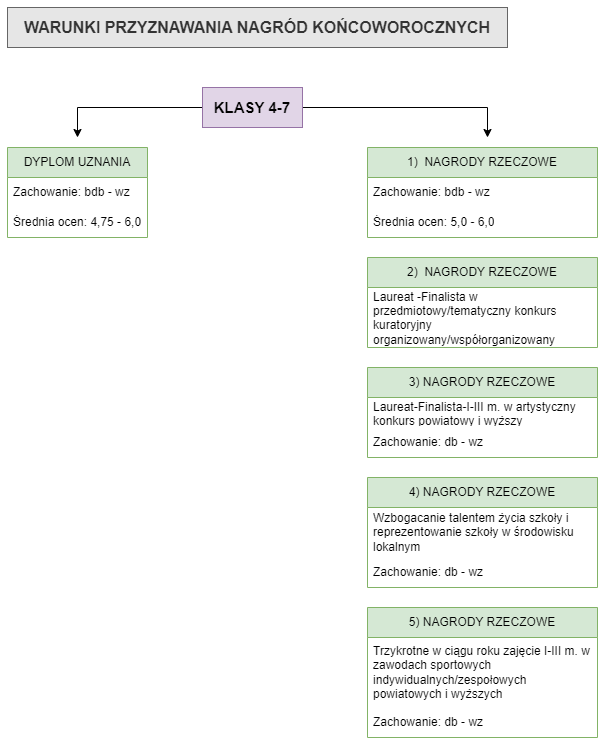 WARUNKI PRZYZNAWANIA NAGRÓD KOŃCOWOROCZNYCH
KLASY 4-7
DYPLOM UZNANIA
Zachowanie: bdb - wz
Średnia ocen: 4,75 - 6,0
1) NAGRODY RZECZOWE
Zachowanie: bdb - wz
Średnia ocen: 5,0 - 6,0
2) NAGRODY RZECZOWE
Laureat -Finalista w
przedmiotowy/tematyczny konkurs
kuratoryjny
organizowany/współorganizowany
3) NAGRODY RZECZOWE
Laureat-Finalista-I-III m. w artystyczny
konkurs powiatowy i wyższy
Zachowanie: db - wz
4) NAGRODY RZECZOWE
Wzbogacanie talentem życia szkoły i
reprezentowanie szkoły w środowisku
lokalnym
Zachowanie: db - wz
5) NAGRODY RZECZOWE
Trzykrotne w ciągu roku zajęcie I-III m. w
zawodach sportowych
indywidualnych/zespołowych
powiatowych i wyższych
Zachowanie: db - wz